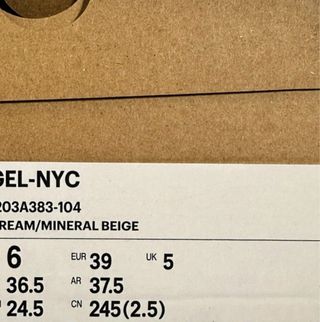 GEL-NYC
203A383-104
REAM/MINERAL BEIGE
6 EUR 39 UK 5
36.5 AR 37.5
24.5 CN 245(2.5)